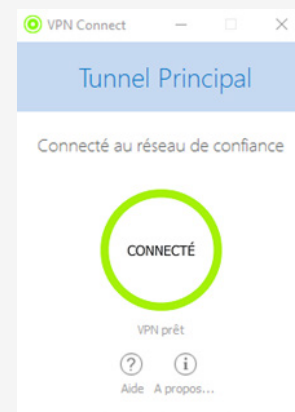 VPN Connect
Tunnel Principal
Connecté au réseau de confiance
CONNECTÉ
VPN prêt
Aide A propos...